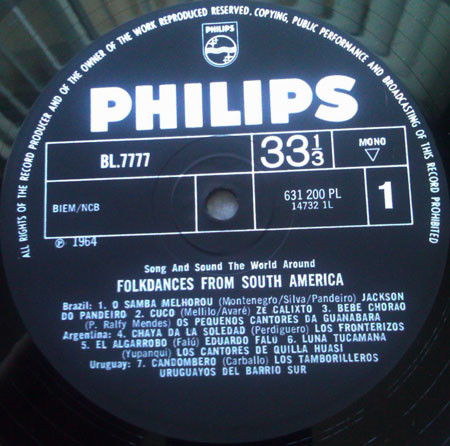 ALL RIGHTS OF THE RECORD PRODUCER AND OF THE OWNER OF THE WORK REPRODUCED RESERVED. COPYING, PUBLIC PERFORMANCE AND BROADCASTING OF THIS RECORD PROHIBITED
PHILIPS
PHILIPS
BL.7777
33 1/3
MONO
BIEM/NCB
631 200 PL
14732 1L
1
℗ 1964
Song And Sound The World Around
FOLKDANCES FROM SOUTH AMERICA
Brazil: 1. O SAMBA MELHOROU (Montenegro/Silva/Pandeiro) JACKSON
DO PANDEIRO 2. CUCO (Mellilo/Avaré) ZÉ CALIXTO 3. BEBE CHORAO
(P. Ralfy Mendes) OS PEQUENOS CANTORES DA GUANABARA
Argentine: 4. CHAYA DA LA SOLEDAD (Perdiguero) LOS FRONTERIZOS
5. EL ALGARROBO (Falú) EDUARDO FALÚ 6. LUNA TUCAMANA
(Yupanqui) LOS CANTORES DE QUILLA HUASI
Uruguay: 7. CANDOMBERO (Carballo) LOS TAMBORILLEROS
URUGUAYOS DEL BARRIO SUR